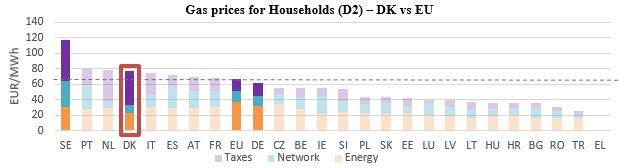 Gas prices for Households (D2) – DK vs EU
EUR/MWh
140
120
100
80
60
40
20
0
SE PT NL DK IT ES AT FR EU DE CZ BE IE SI PL SK EE LU LV LT HU HR BG RO TR EL
Taxes Network Energy